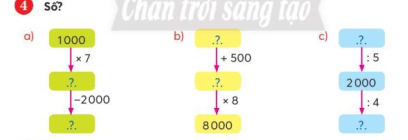 4 Số?
Chân trời sáng tạo
a) 1000 b) .?. c) .?.
× 7 + 500 : 5
.?. .?. 2000
−2000 × 8 : 4
.?. 8000 .?.